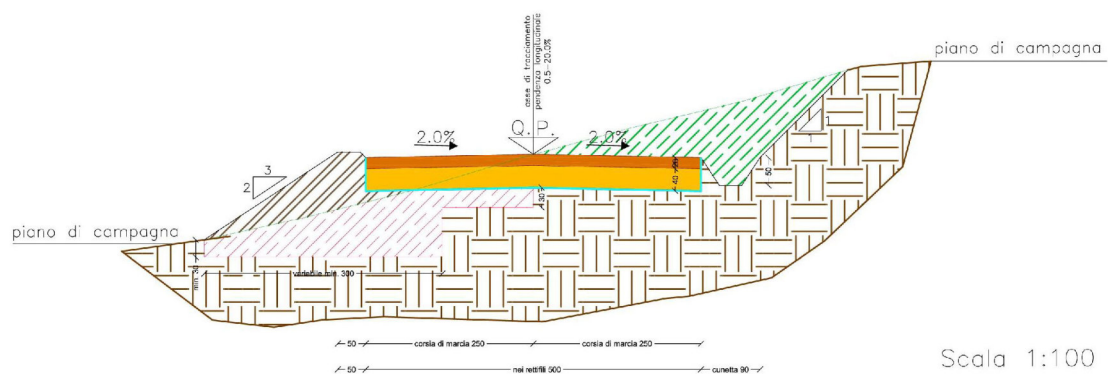 asse di tracciamento
pendenza longitudinale
0.5-20.0%
piano di campagna
Q.P.
2.0%
2.0%
1
1
3
2
50
40
30
piano di campagna
min. 30
variabile min. 300
50
corsia di marcia 250
corsia di marcia 250
50
nei rettifili 500
cunetta 90
Scala 1:100